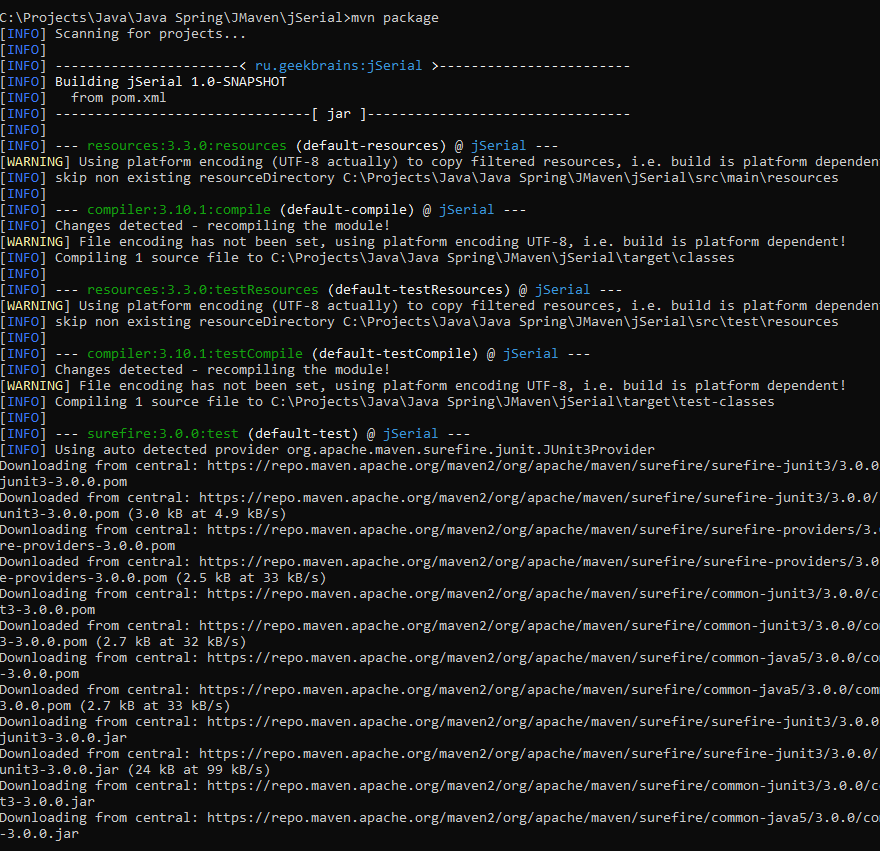 C:\Projects\Java\Java Spring\JMaven\jSerial>mvn package
[INFO] Scanning for projects...
[INFO]
[INFO] -----------------------< ru.geekbrains:jSerial >------------------------
[INFO] Building jSerial 1.0-SNAPSHOT
[INFO]   from pom.xml
[INFO] --------------------------------[ jar ]---------------------------------
[INFO]
[INFO] --- resources:3.3.0:resources (default-resources) @ jSerial ---
[WARNING] Using platform encoding (UTF-8 actually) to copy filtered resources, i.e. build is platform dependen
[INFO] skip non existing resourceDirectory C:\Projects\Java\Java Spring\JMaven\jSerial\src\main\resources
[INFO]
[INFO] --- compiler:3.10.1:compile (default-compile) @ jSerial ---
[INFO] Changes detected - recompiling the module!
[WARNING] File encoding has not been set, using platform encoding UTF-8, i.e. build is platform dependent!
[INFO] Compiling 1 source file to C:\Projects\Java\Java Spring\JMaven\jSerial\target\classes
[INFO]
[INFO] --- resources:3.3.0:testResources (default-testResources) @ jSerial ---
[WARNING] Using platform encoding (UTF-8 actually) to copy filtered resources, i.e. build is platform dependen
[INFO] skip non existing resourceDirectory C:\Projects\Java\Java Spring\JMaven\jSerial\src\test\resources
[INFO]
[INFO] --- compiler:3.10.1:testCompile (default-testCompile) @ jSerial ---
[INFO] Changes detected - recompiling the module!
[WARNING] File encoding has not been set, using platform encoding UTF-8, i.e. build is platform dependent!
[INFO] Compiling 1 source file to C:\Projects\Java\Java Spring\JMaven\jSerial\target\test-classes
[INFO]
[INFO] --- surefire:3.0.0:test (default-test) @ jSerial ---
[INFO] Using auto detected provider org.apache.maven.surefire.junit.JUnit3Provider
Downloading from central: https://repo.maven.apache.org/maven2/org/apache/maven/surefire/surefire-junit3/3.0.0
junit3-3.0.0.pom
Downloaded from central: https://repo.maven.apache.org/maven2/org/apache/maven/surefire/surefire-junit3/3.0.0/
unit3-3.0.0.pom (3.0 kB at 4.9 kB/s)
Downloading from central: https://repo.maven.apache.org/maven2/org/apache/maven/surefire/surefire-providers/3.
re-providers-3.0.0.pom
Downloaded from central: https://repo.maven.apache.org/maven2/org/apache/maven/surefire/surefire-providers/3.0
e-providers-3.0.0.pom (2.5 kB at 33 kB/s)
Downloading from central: https://repo.maven.apache.org/maven2/org/apache/maven/surefire/common-junit3/3.0.0/c
t3-3.0.0.pom
Downloaded from central: https://repo.maven.apache.org/maven2/org/apache/maven/surefire/common-junit3/3.0.0/co
3-3.0.0.pom (2.7 kB at 32 kB/s)
Downloading from central: https://repo.maven.apache.org/maven2/org/apache/maven/surefire/common-java5/3.0.0/co
-3.0.0.pom
Downloaded from central: https://repo.maven.apache.org/maven2/org/apache/maven/surefire/common-java5/3.0.0/com
3.0.0.pom (2.7 kB at 33 kB/s)
Downloading from central: https://repo.maven.apache.org/maven2/org/apache/maven/surefire/surefire-junit3/3.0.0
junit3-3.0.0.jar
Downloaded from central: https://repo.maven.apache.org/maven2/org/apache/maven/surefire/surefire-junit3/3.0.0/
unit3-3.0.0.jar (24 kB at 99 kB/s)
Downloading from central: https://repo.maven.apache.org/maven2/org/apache/maven/surefire/common-junit3/3.0.0/c
t3-3.0.0.jar
Downloading from central: https://repo.maven.apache.org/maven2/org/apache/maven/surefire/common-java5/3.0.0/co
-3.0.0.jar